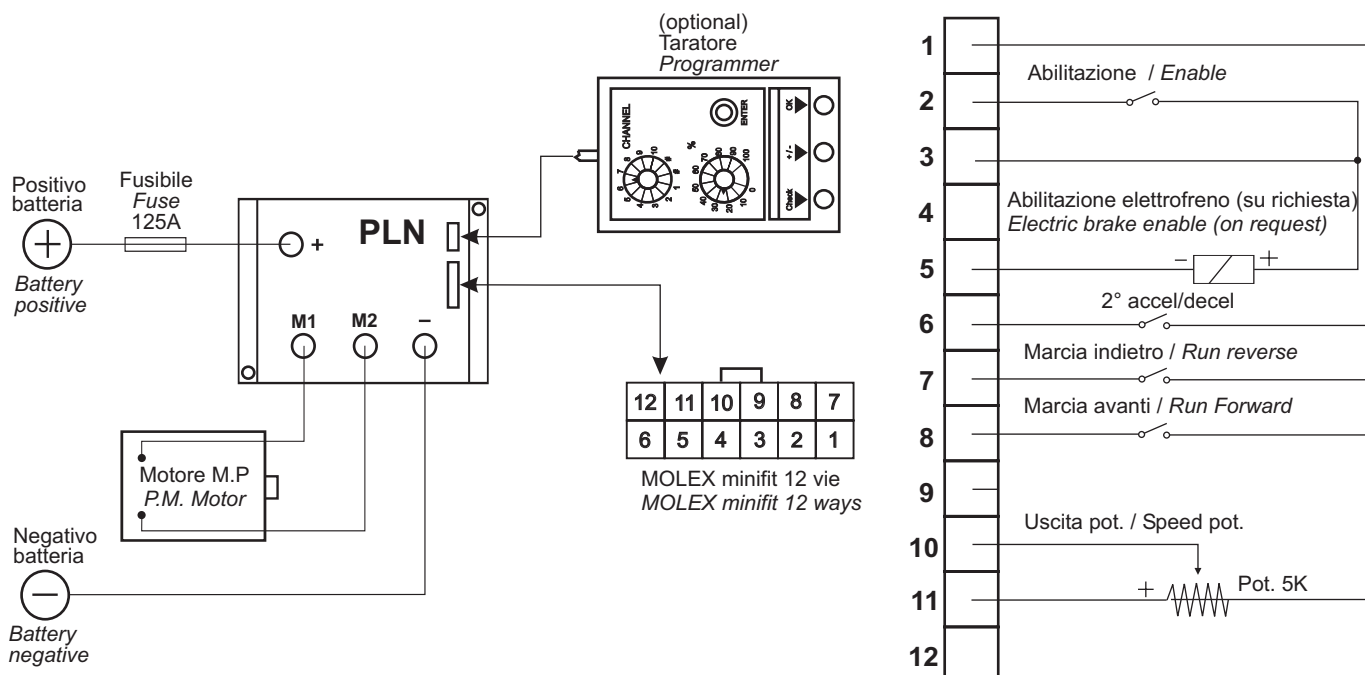 (optional)
Taratore
Programmer
CHANNEL
ENTER
%
OK
+/-
Check
Positivo
batteria
Fusibile
Fuse
125A
+
Battery
positive
+
PLN
M1
M2
−
12 11 10 9 8 7
6 5 4 3 2 1
MOLEX minifit 12 vie
MOLEX minifit 12 ways
Motore M.P
P.M. Motor
Negativo
batteria
−
Battery
negative
1
Abilitazione / Enable
2
3
Abilitazione elettrofreno (su richiesta)
4
Electric brake enable (on request)
5
− +
2° accel/decel
6
Marcia indietro / Run reverse
7
Marcia avanti / Run Forward
8
9
Uscita pot. / Speed pot.
10
+ Pot. 5K
11
12